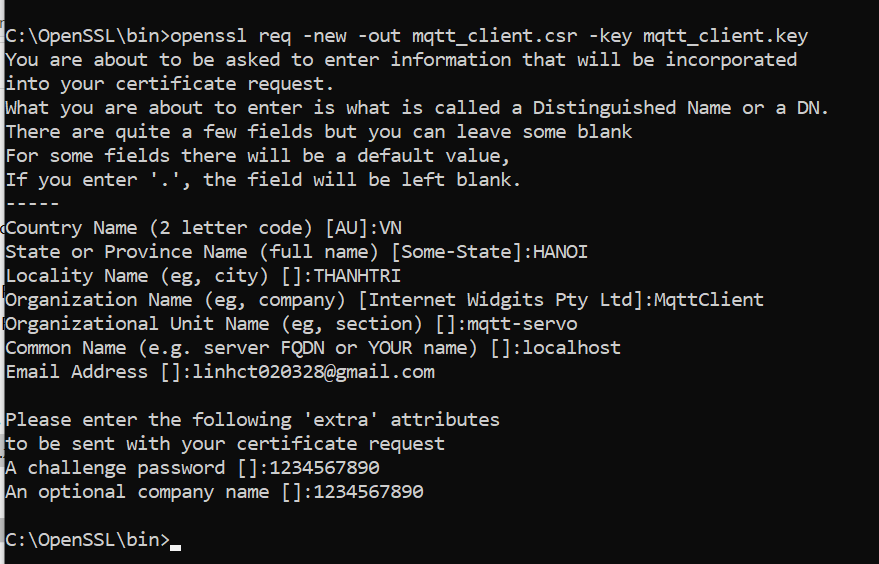 C:\OpenSSL\bin>openssl req -new -out mqtt_client.csr -key mqtt_client.key
You are about to be asked to enter information that will be incorporated
into your certificate request.
What you are about to enter is what is called a Distinguished Name or a DN.
There are quite a few fields but you can leave some blank
For some fields there will be a default value,
If you enter '.', the field will be left blank.
-----
Country Name (2 letter code) [AU]:VN
State or Province Name (full name) [Some-State]:HANOI
Locality Name (eg, city) []:THANHTRI
Organization Name (eg, company) [Internet Widgits Pty Ltd]:MqttClient
Organizational Unit Name (eg, section) []:mqtt-servo
Common Name (e.g. server FQDN or YOUR name) []:localhost
Email Address []:linhct020328@gmail.com
Please enter the following 'extra' attributes
to be sent with your certificate request
A challenge password []:1234567890
An optional company name []:1234567890
C:\OpenSSL\bin>